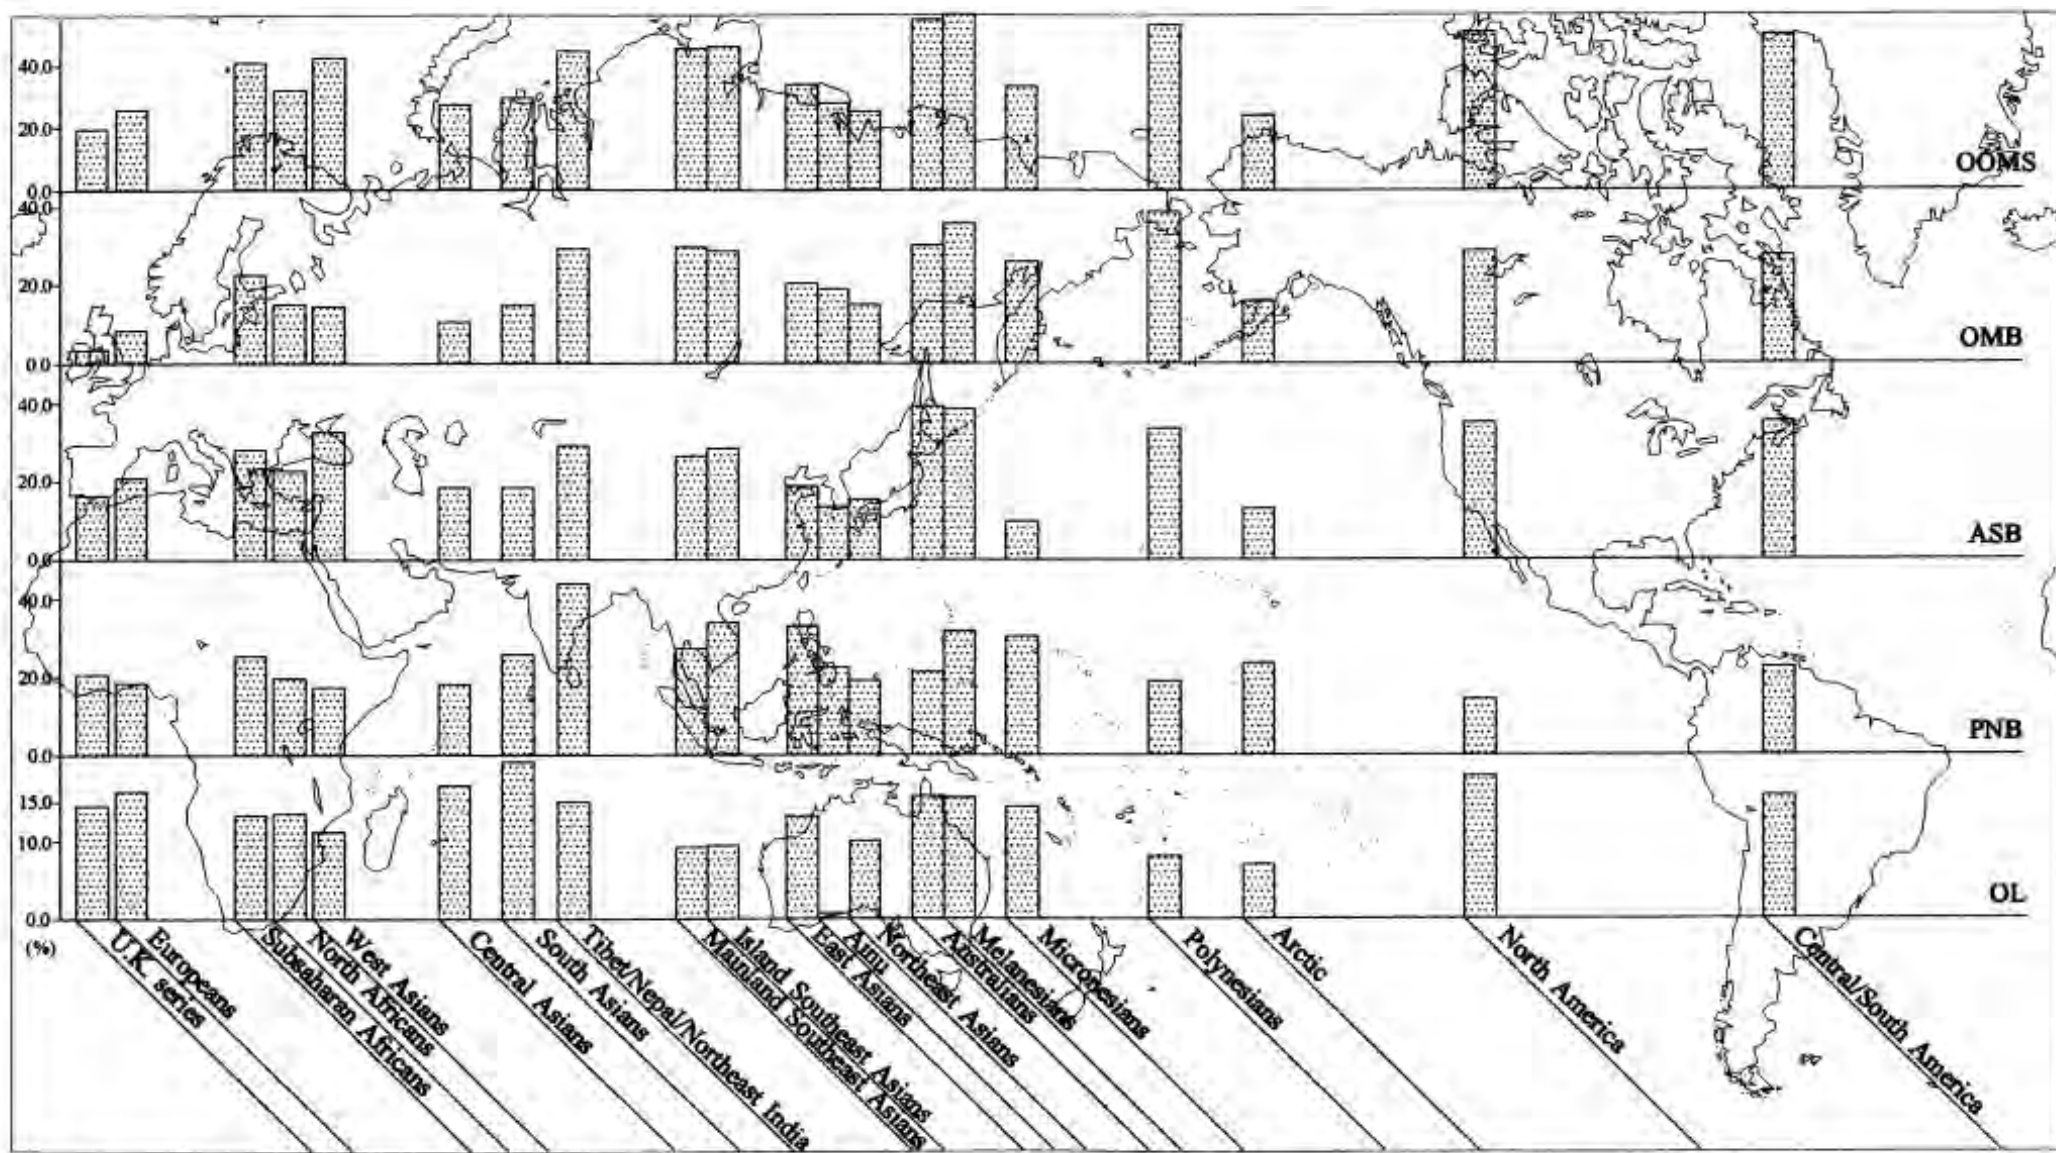 40.0
20.0
0.0
OOMS
40.0
20.0
0.0
OMB
40.0
20.0
0.0
ASB
40.0
20.0
0.0
PNB
15.0
10.0
0.0
OL
(%)
U.K. series
Europeans
Subsaharan Africans
North Africans
West Asians
Central Asians
South Asians
Tibet/Nepal/Northeast India
Mainland Southeast Asians
Island Southeast Asians
East Asians
Ainu
Northeast Asians
Australians
Melanesians
Micronesians
Polynesians
Arctic
North America
Central/South America